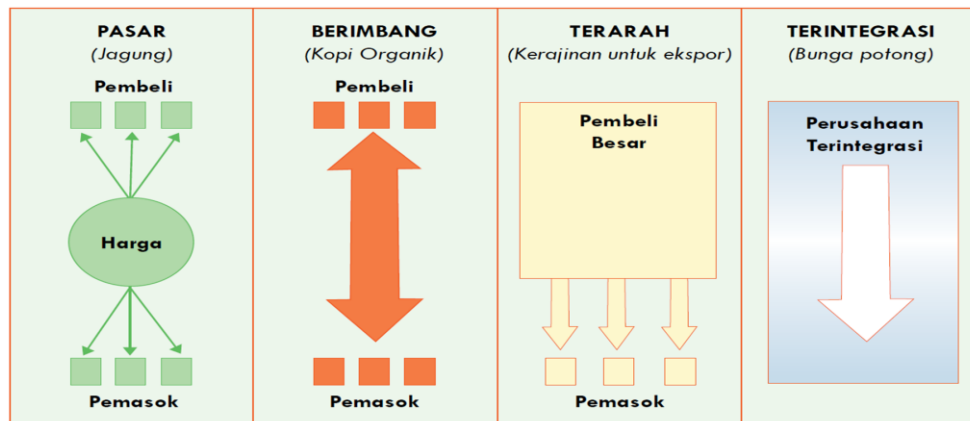 PASAR
(Jagung)
Pembeli
Harga
Pemasok
BERIMBANG
(Kopi Organik)
Pembeli
Pemasok
TERARAH
(Kerajinan untuk ekspor)
Pembeli
Besar
Pemasok
TERINTEGRASI
(Bunga potong)
Perusahaan
Terintegrasi